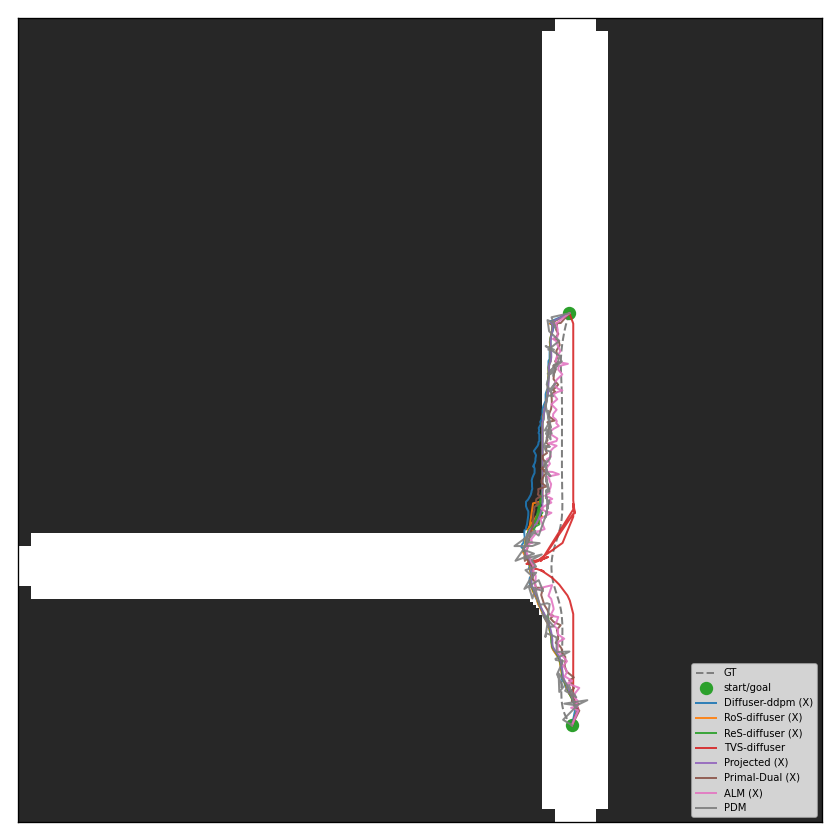 GT
start/goal
Diffuser-ddpm (X)
RoS-diffuser (X)
ReS-diffuser (X)
TVS-diffuser
Projected (X)
Primal-Dual (X)
ALM (X)
PDM